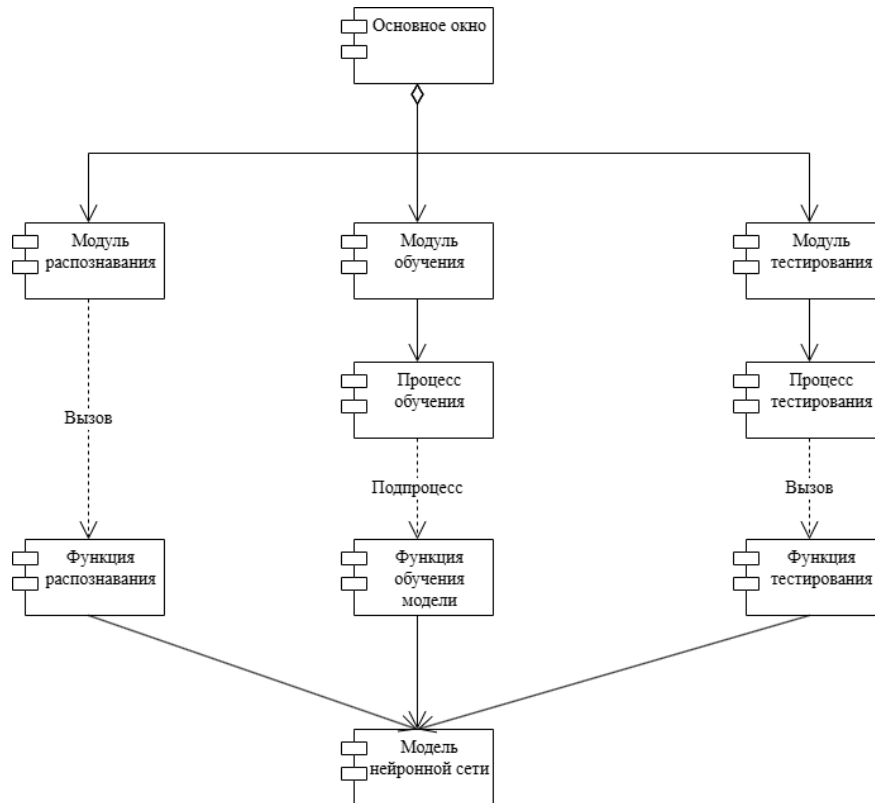 Основное окно
Модуль
распознавания
Модуль
обучения
Модуль
тестирования
Процесс
обучения
Процесс
тестирования
Вызов
Подпроцесс
Вызов
Функция
распознавания
Функция
обучения
модели
Функция
тестирования
Модель
нейронной сети